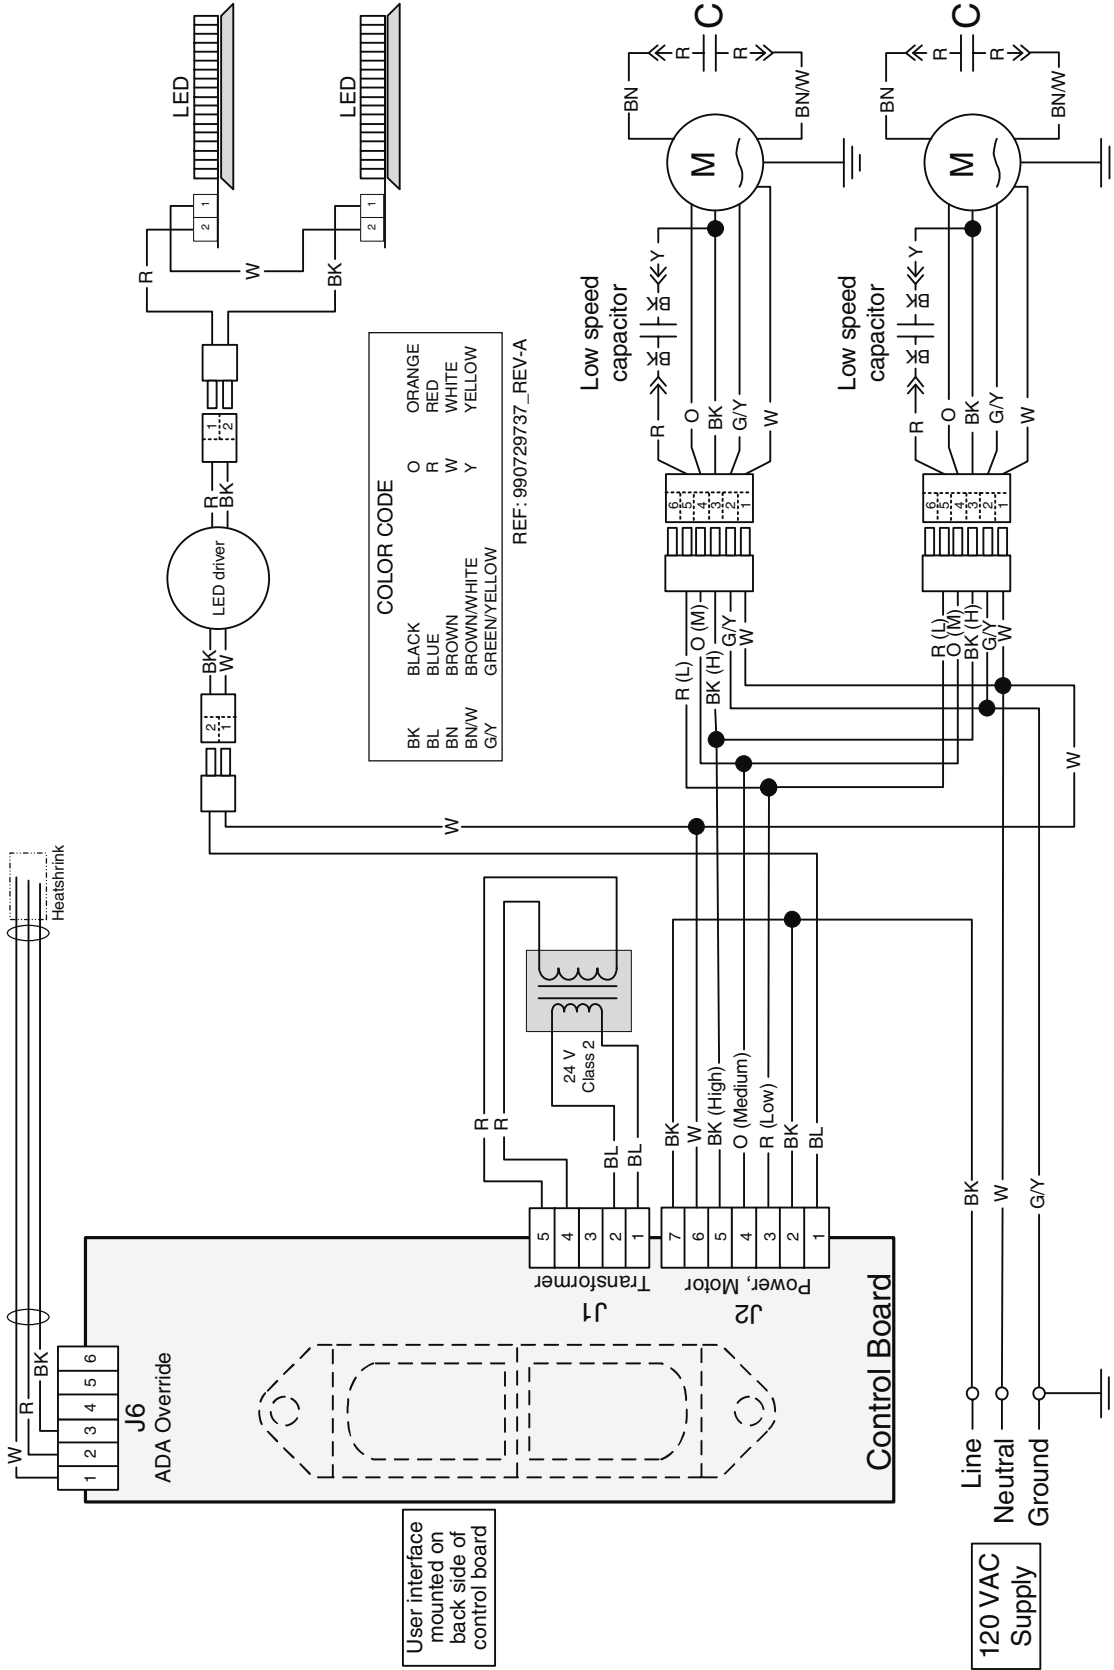 User interface
mounted on
back side of
control board
120 VAC
Supply
Line
Neutral
Ground
BK
W
G/Y
Control Board
J6
ADA Override
1
2
3
4
5
6
W
R
BK
Heatshrink
J1
Transformer
5
4
3
2
1
R
R
BL
BL
24 V
Class 2
J2
Power, Motor
7
6
5
4
3
2
1
BK
W
BK (High)
O (Medium)
R (Low)
BK
BL
W
W
2
1
BK
W
LED driver
R
BK
1
2
R
W
BK
2
1
LED
2
1
LED
COLOR CODE
BK BLACK O ORANGE
BL BLUE R RED
BN BROWN W WHITE
BN/W BROWN/WHITE Y YELLOW
G/Y GREEN/YELLOW
REF: 990729737_REV-A
R (L)
O (M)
BK (H)
G/Y
W
6
5
4
3
2
1
R
O
BK
G/Y
W
Low speed
capacitor
BK
BK
Y
M
BN
R
C
R
BN/W
R (L)
O (M)
BK (H)
G/Y
W
6
5
4
3
2
1
R
O
BK
G/Y
W
Low speed
capacitor
BK
BK
Y
M
BN
R
C
R
BN/W